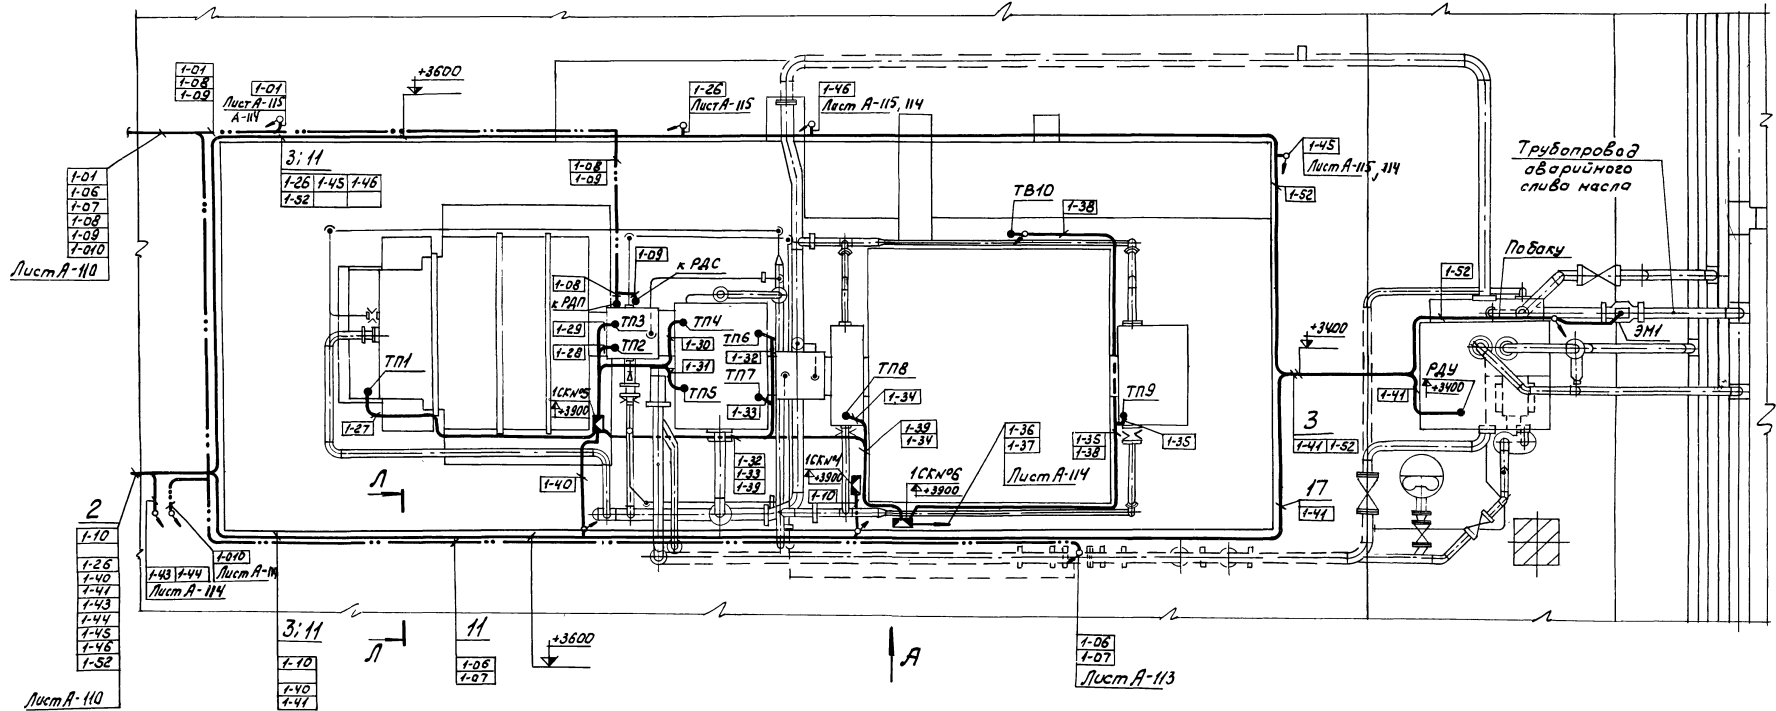 1-01
1-08
1-09
1-01
Лист А-115
А-114
+3600
1-26
Лист А-115
1-46
Лист А-115, 114
1-45
Лист А-115, 114
1-01
1-06
1-07
1-08
1-09
1-010
Лист А-110
3; 11
1-26 1-45 1-46
1-52
1-08
1-09
ТВ10
1-38
1-52
Трубопровод
аварийного
слива масла
1-09
к РДС
1-08
к РДП
1-29
ТП3
ТП4
1-28
ТП2
1-30
ТП6
1-32
1-31
ТП7
ТП5
1-33
ТП1
1СК№5
+3900
1-27
ТП8
1-34
1-39
1-34
ТП9
1-35
1-38
1-35
1-36
1-37
Лист А-114
1-32
1-33
1-39
1СК№4
+3900
1-10
1СК№6
+3900
1-40
Л
+3400
1-52
По баку
ЭМ1
РДУ
+3400
1-41
3
1-41 1-52
17
1-41
2
1-10
1-26
1-40
1-41
1-43
1-44
1-45
1-46
1-52
Лист А-110
1-010
Лист А-114
1-43 1-44
Лист А-114
3; 11
1-10
1-40
1-41
Л
11
1-06
1-07
+3600
А
1-06
1-07
Лист А-113